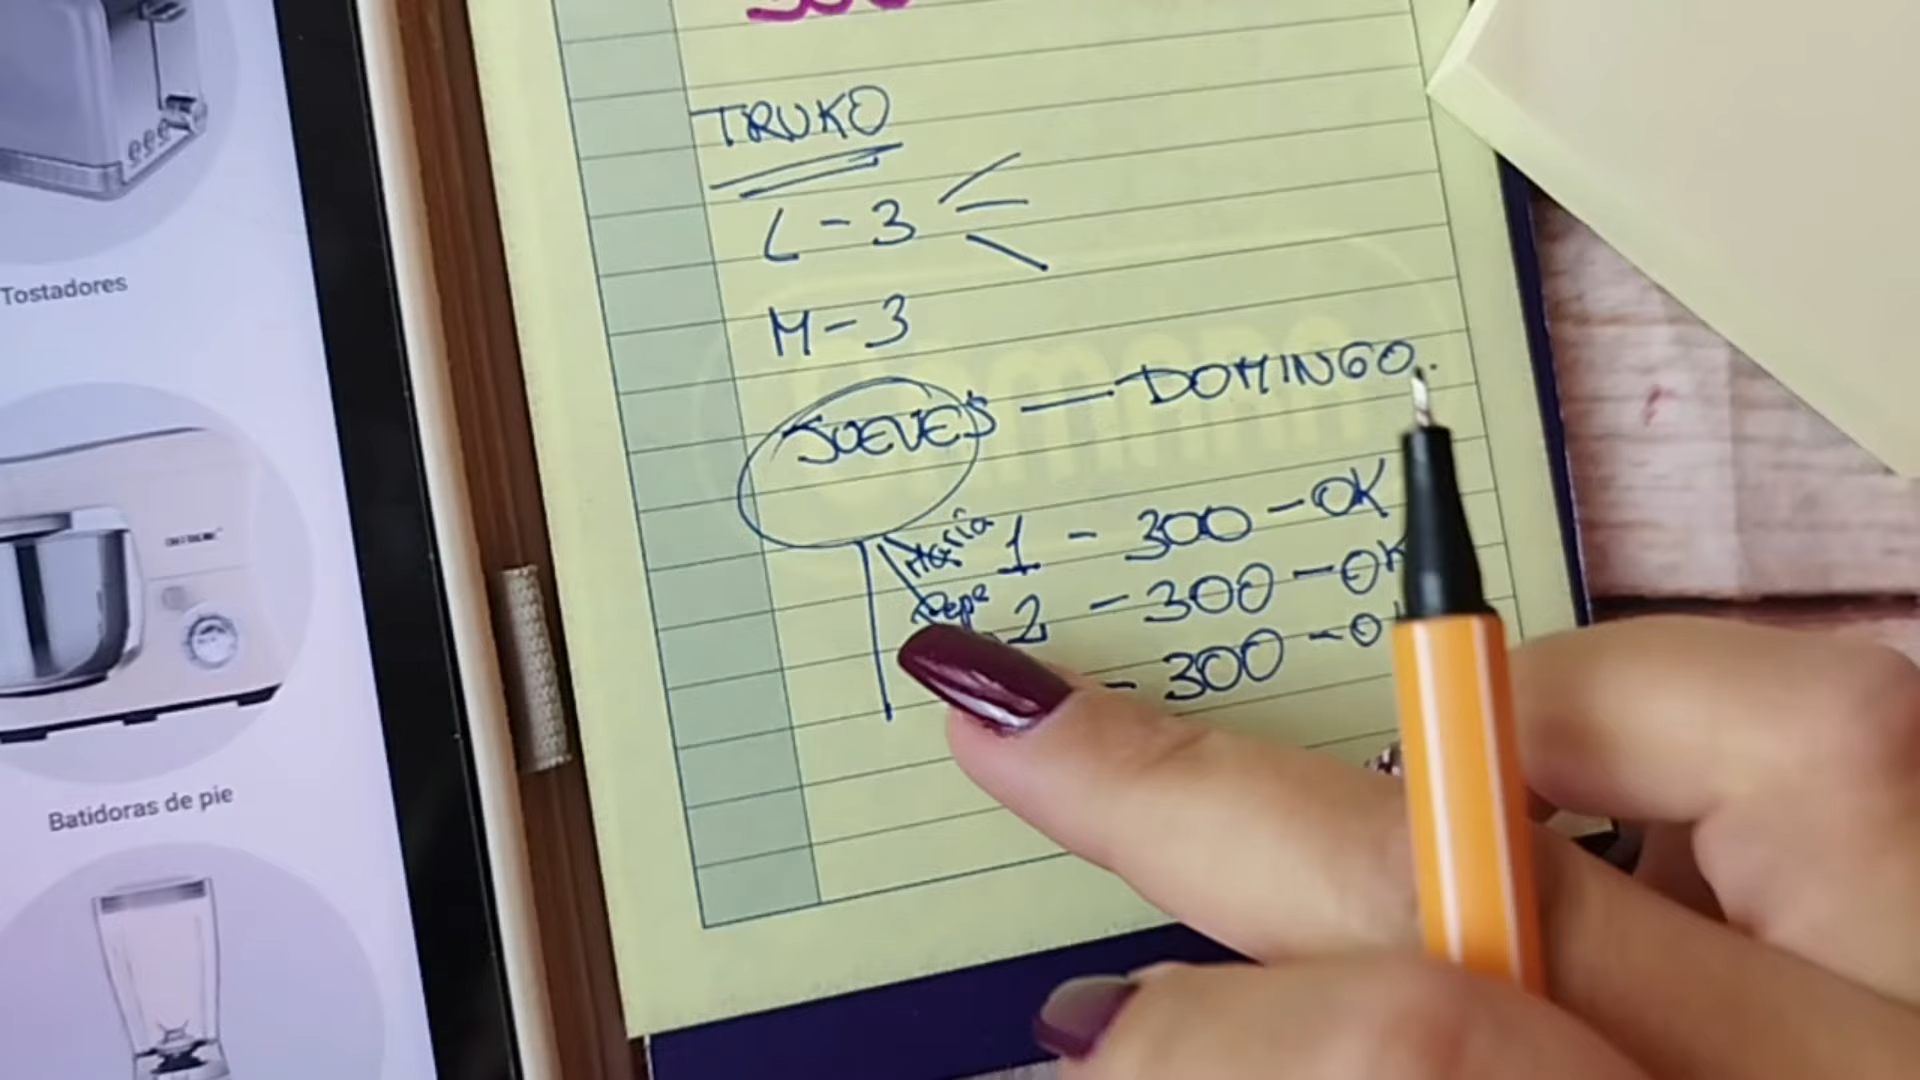 Tostadores
Batidoras de pie
TRUKO
L - 3
M - 3
JUEVES — DOMINGO.
María 1 - 300 - OK
Pepe 2 - 300 - OK
- 300 - O